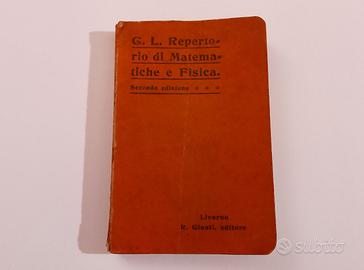 G. L. Reperto-
rio di Matema-
tiche e Fisica.
Seconda edizione * * *
Livorno
R. Giusti, editore
subito